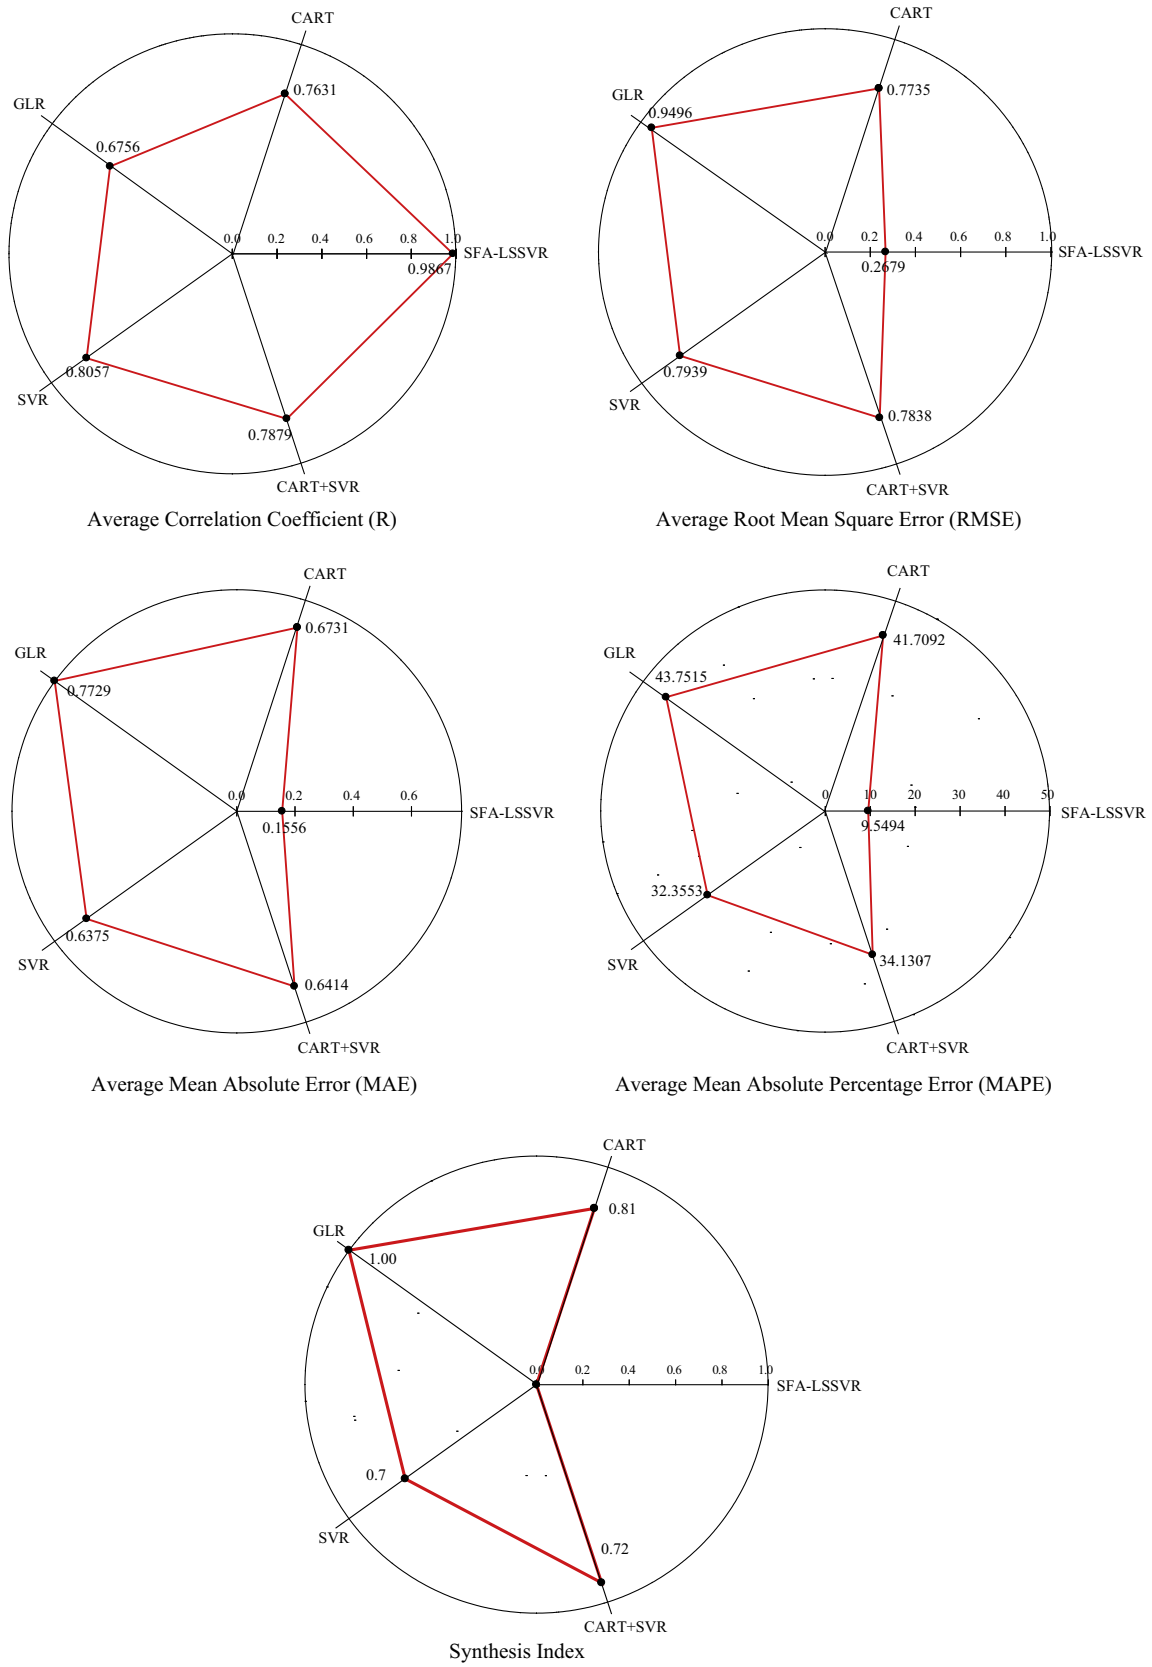 CART
0.7631
GLR
0.6756
0.0 0.2 0.4 0.6 0.8 1.0
SFA-LSSVR
0.9867
0.8057
SVR
0.7879
CART+SVR
Average Correlation Coefficient (R)
CART
0.7735
GLR
0.9496
0.0 0.2 0.4 0.6 0.8 1.0
SFA-LSSVR
0.2679
0.7939
SVR
0.7838
CART+SVR
Average Root Mean Square Error (RMSE)
CART
0.6731
GLR
0.7729
0.0 0.2 0.4 0.6
SFA-LSSVR
0.1556
0.6375
SVR
0.6414
CART+SVR
Average Mean Absolute Error (MAE)
CART
41.7092
GLR
43.7515
0 10 20 30 40 50
SFA-LSSVR
9.5494
32.3553
SVR
34.1307
CART+SVR
Average Mean Absolute Percentage Error (MAPE)
CART
0.81
GLR
1.00
0.0 0.2 0.4 0.6 0.8 1.0
SFA-LSSVR
0.7
SVR
0.72
CART+SVR
Synthesis Index